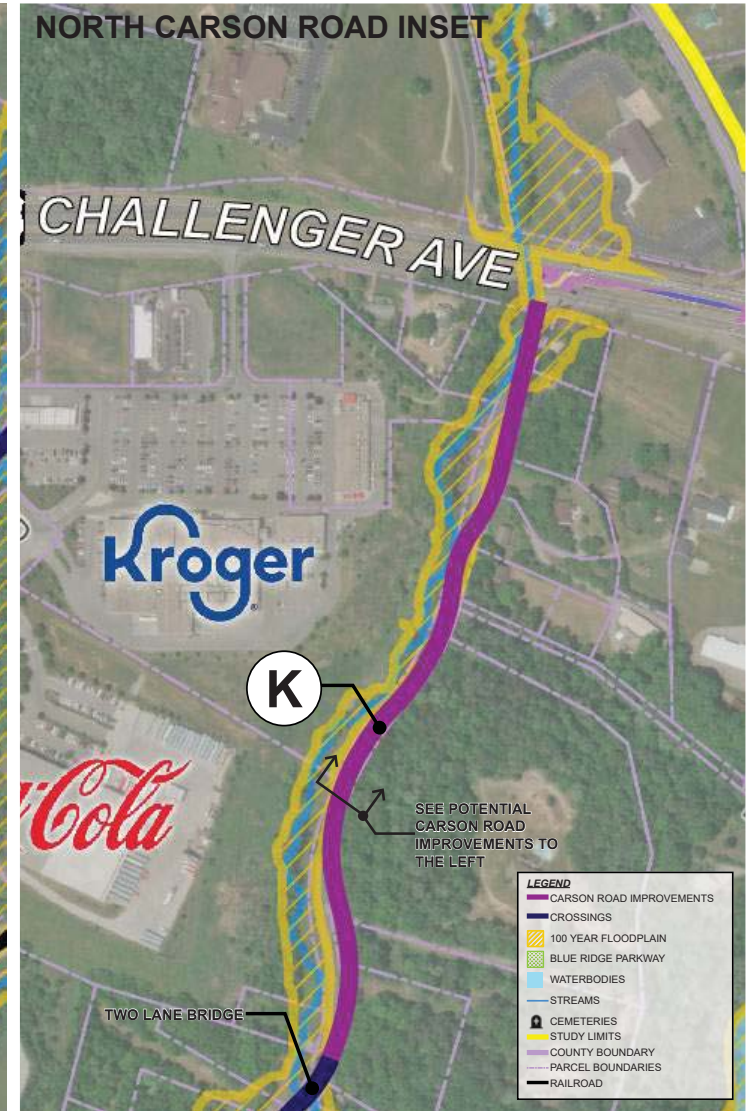 NORTH CARSON ROAD INSET
CHALLENGER AVE
Kroger
K
Cola
SEE POTENTIAL
CARSON ROAD
IMPROVEMENTS TO
THE LEFT
TWO LANE BRIDGE
LEGEND
CARSON ROAD IMPROVEMENTS
CROSSINGS
100 YEAR FLOODPLAIN
BLUE RIDGE PARKWAY
WATERBODIES
STREAMS
CEMETERIES
STUDY LIMITS
COUNTY BOUNDARY
PARCEL BOUNDARIES
RAILROAD